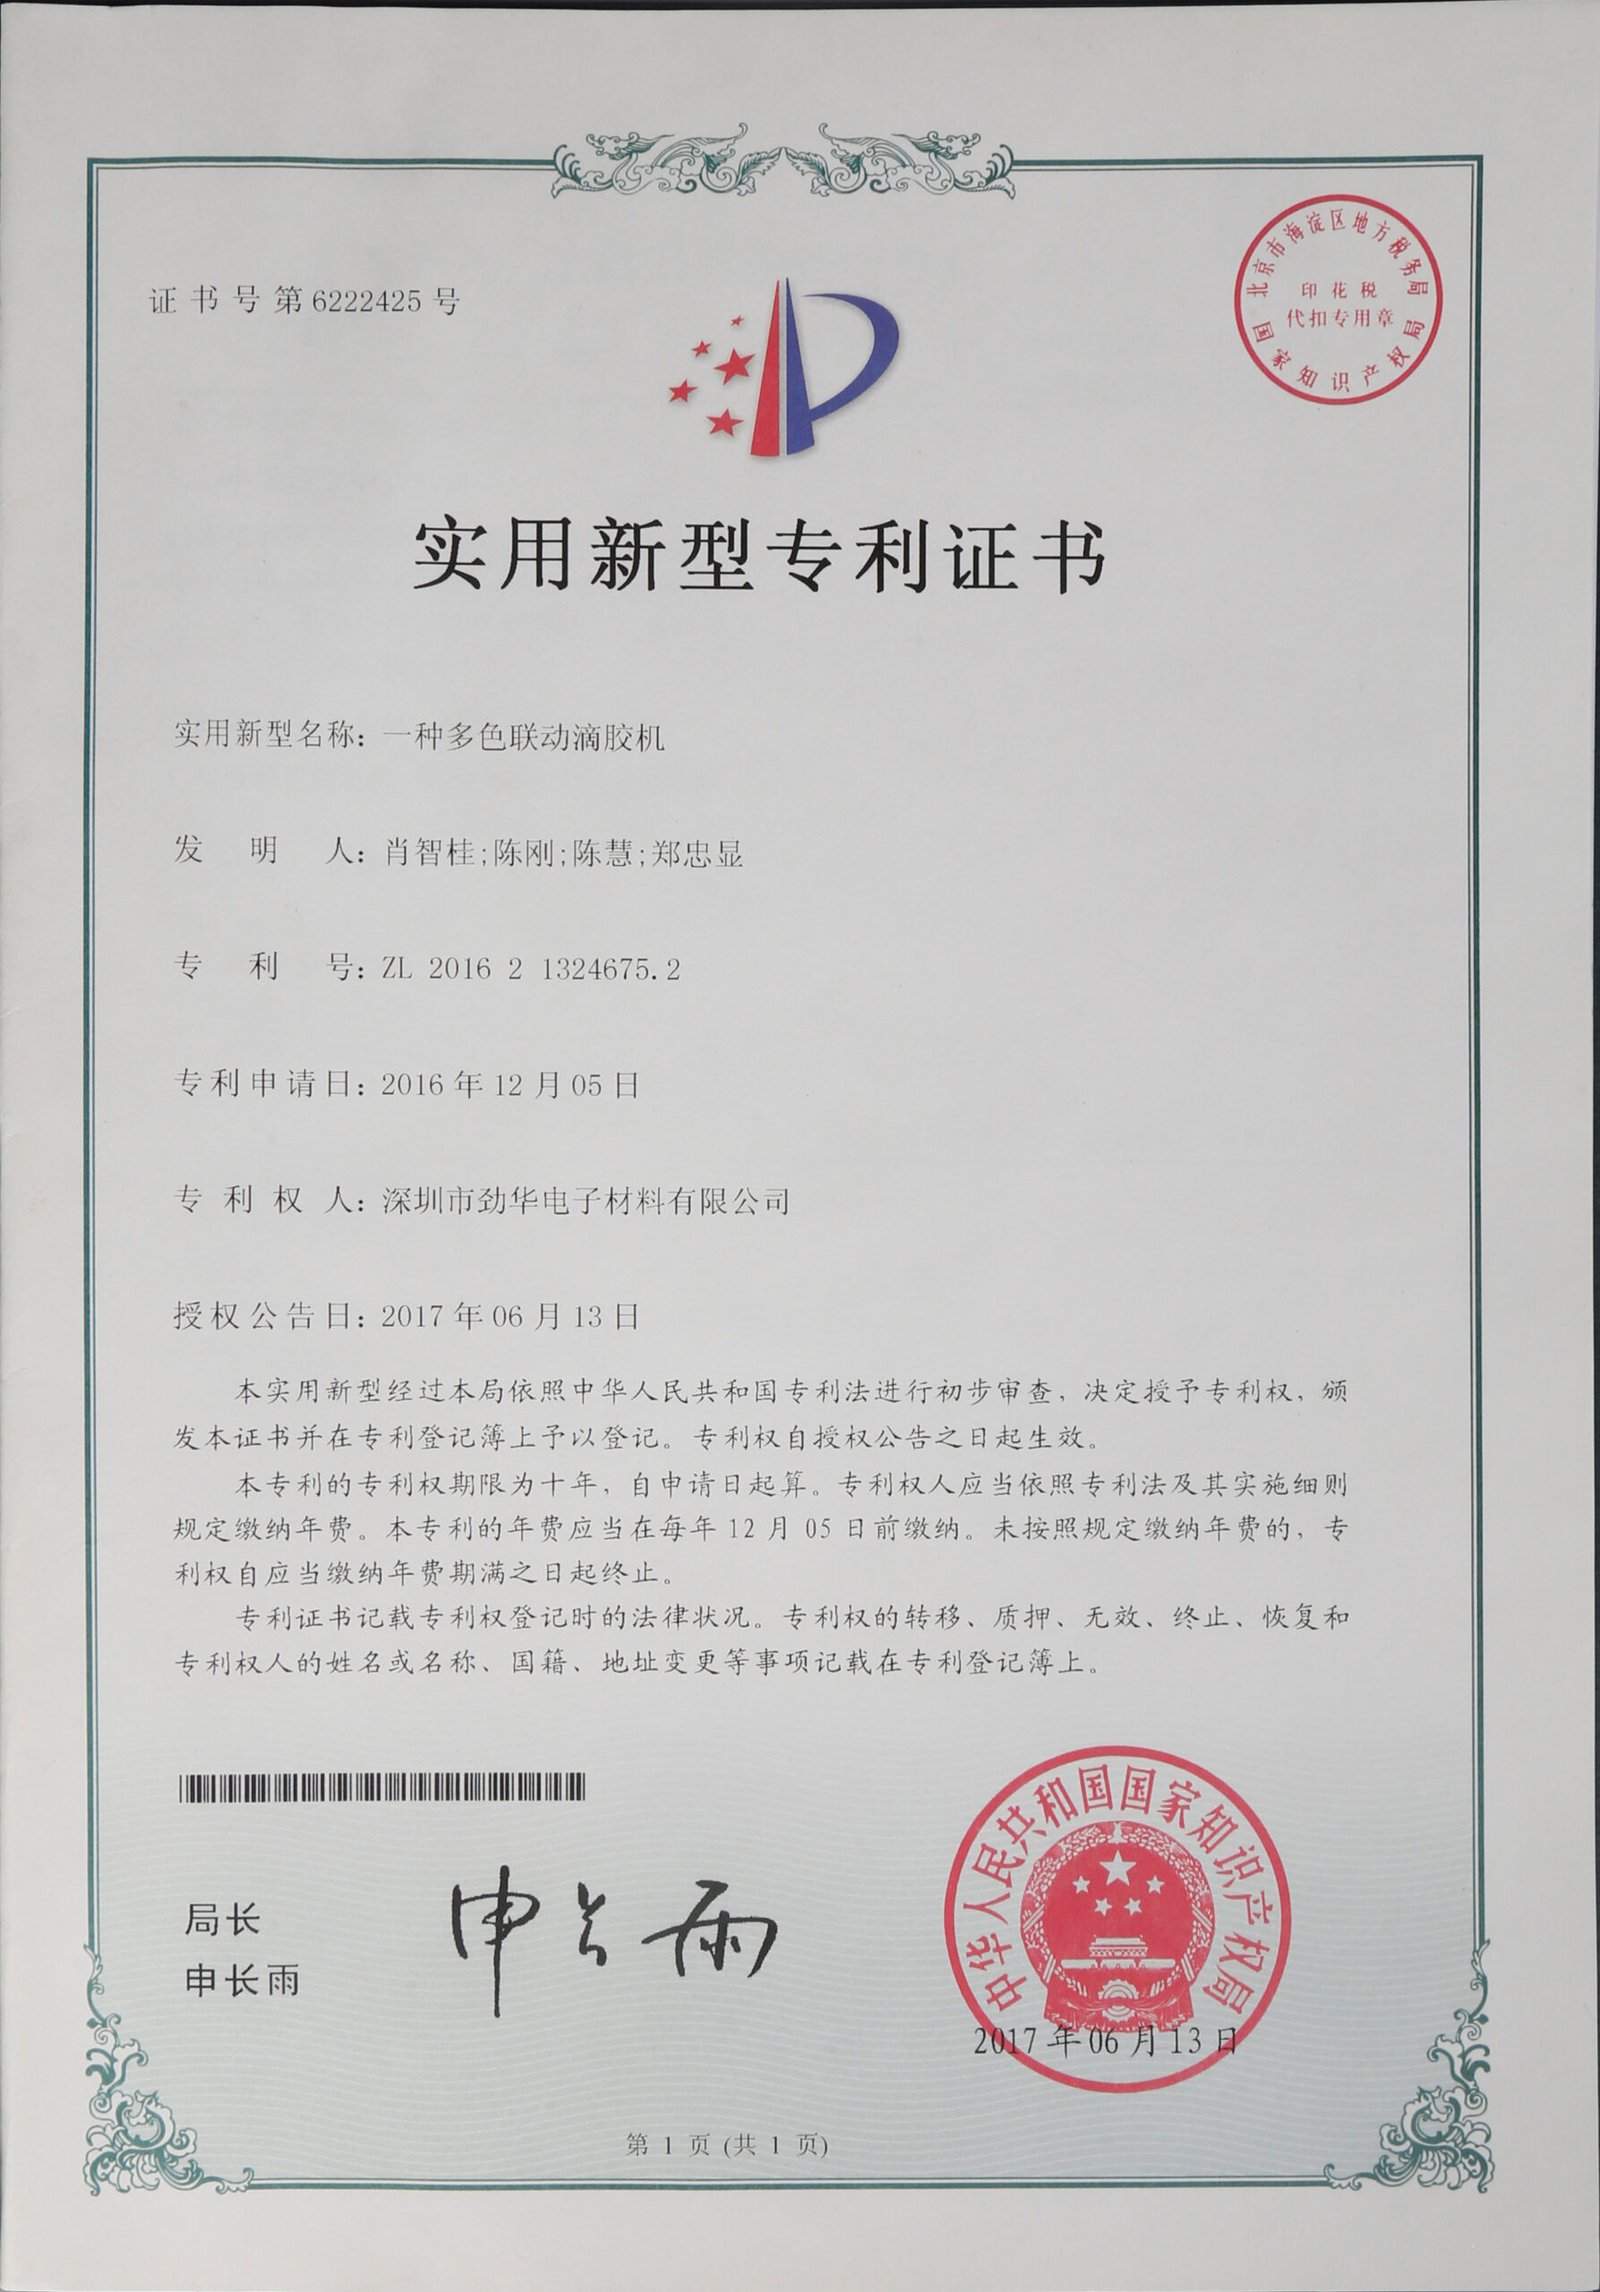 证书号第6222425号
北京市海淀区地方税务局
印花税
代扣专用章
国家知识产权局
实用新型专利证书
实用新型名称：一种多色联动滴胶机
发明人：肖智桂;陈刚;陈慧;郑忠显
专利号：ZL 2016 2 1324675.2
专利申请日：2016年12月05日
专利权人：深圳市劲华电子材料有限公司
授权公告日：2017年06月13日
本实用新型经过本局依照中华人民共和国专利法进行初步审查，决定授予专利权，颁
发本证书并在专利登记簿上予以登记。专利权自授权公告之日起生效。
本专利的专利权期限为十年，自申请日起算。专利权人应当依照专利法及其实施细则
规定缴纳年费。本专利的年费应当在每年12月05日前缴纳。未按照规定缴纳年费的，专
利权自应当缴纳年费期满之日起终止。
专利证书记载专利权登记时的法律状况。专利权的转移、质押、无效、终止、恢复和
专利权人的姓名或名称、国籍、地址变更等事项记载在专利登记簿上。
局长
申长雨
申长雨
中华人民共和国国家知识产权局
2017年06月13日
第1页(共1页)